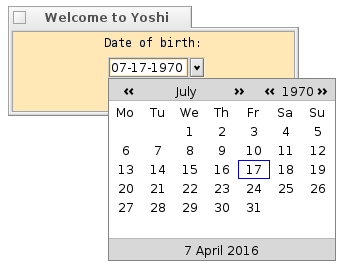 Welcome to Yoshi
Date of birth:
07-17-1970
July 1970
Mo Tu We Th Fr Sa Su
1 2 3 4 5
6 7 8 9 10 11 12
13 14 15 16 17 18 19
20 21 22 23 24 25 26
27 28 29 30 31
7 April 2016